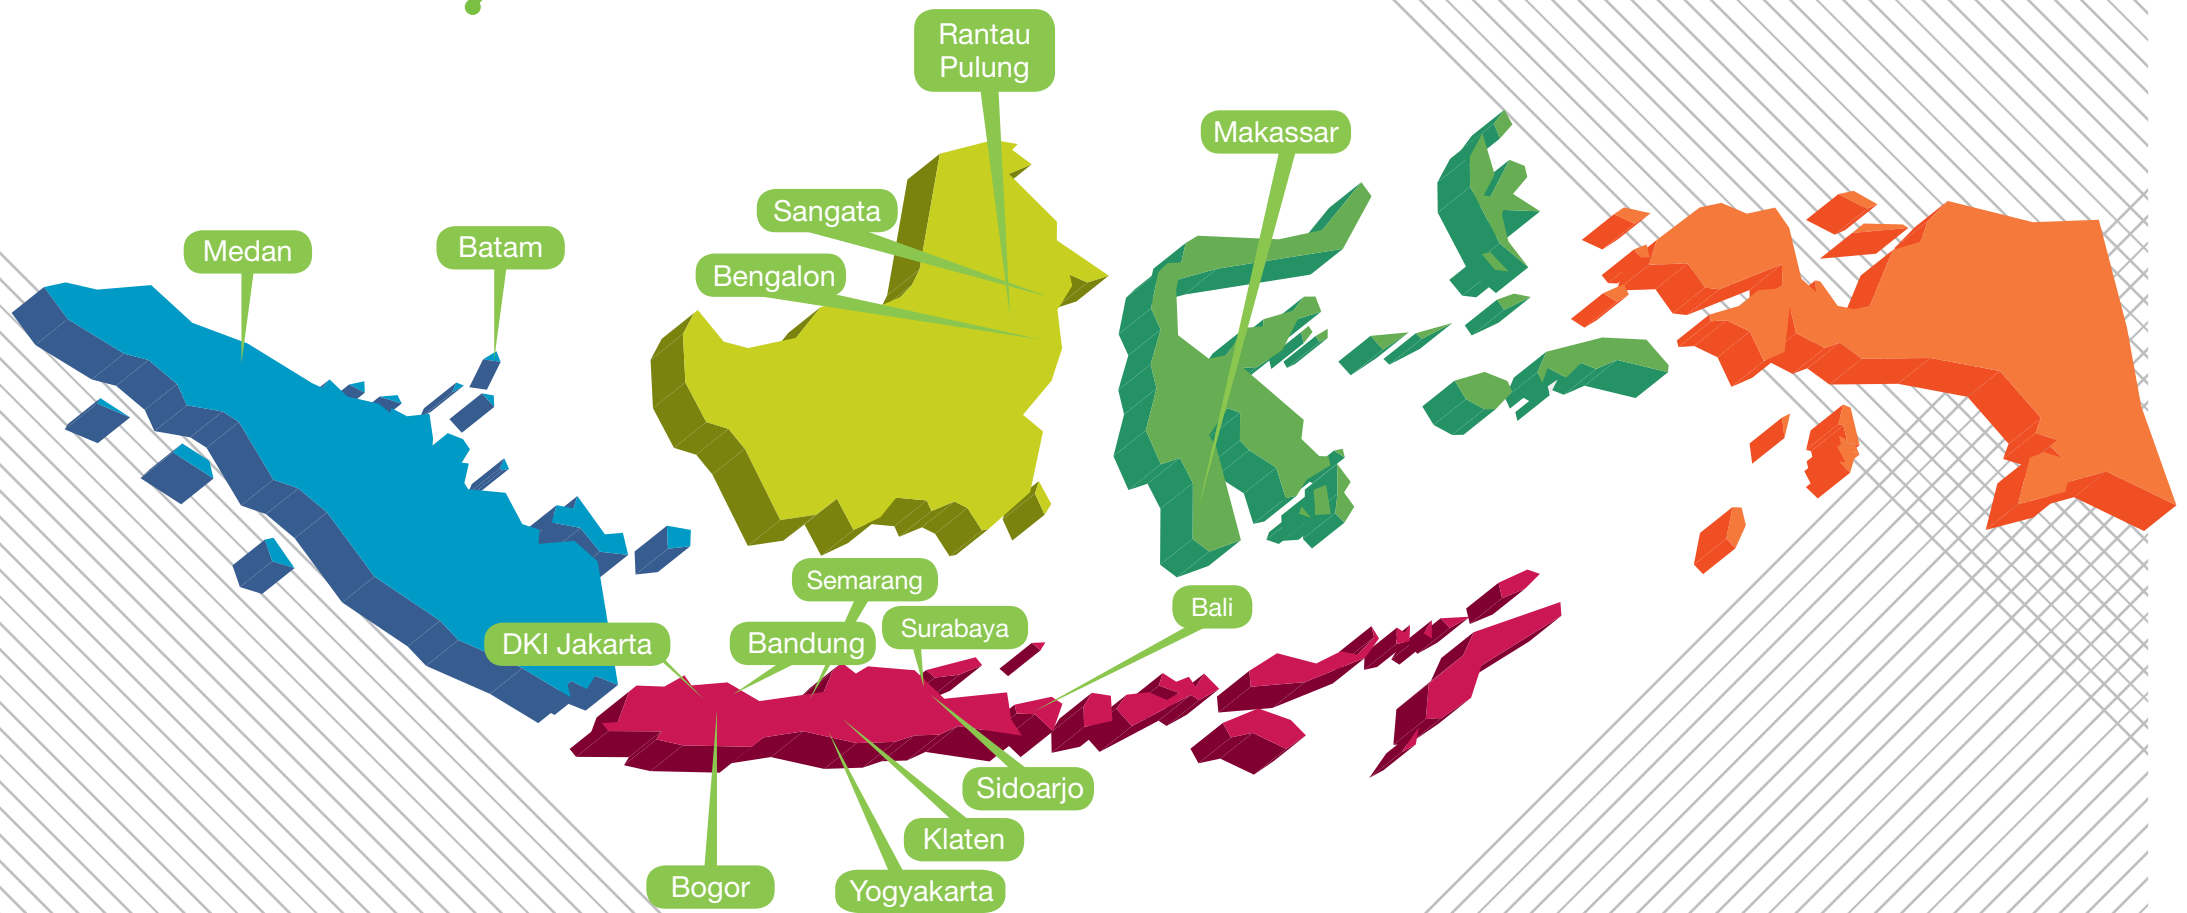 Rantau
Pulung
Makassar
Sangata
Medan
Batam
Bengalon
Semarang
Bali
Surabaya
DKI Jakarta
Bandung
Sidoarjo
Klaten
Bogor
Yogyakarta